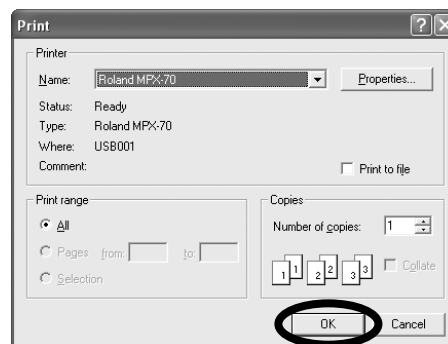 Print
Printer
Name: Roland MPX-70 Properties...
Status: Ready
Type: Roland MPX-70
Where: USB001
Comment: Print to file
Print range
All
Pages from: to:
Selection
Copies
Number of copies: 1
1 1 2 2 3 3 Collate
OK Cancel